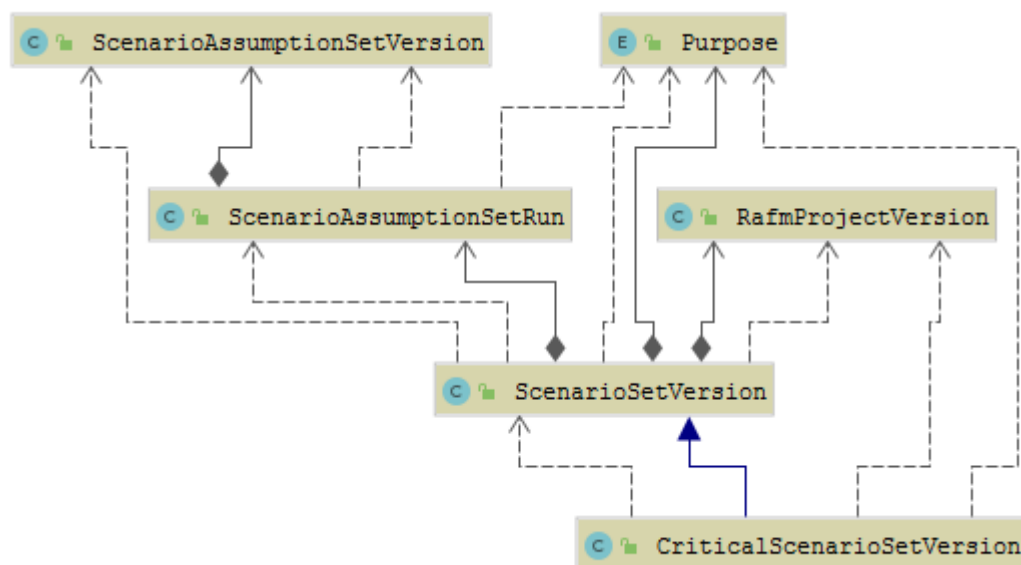 C ScenarioAssumptionSetVersion
E Purpose
C ScenarioAssumptionSetRun
C RafmProjectVersion
C ScenarioSetVersion
C CriticalScenarioSetVersion